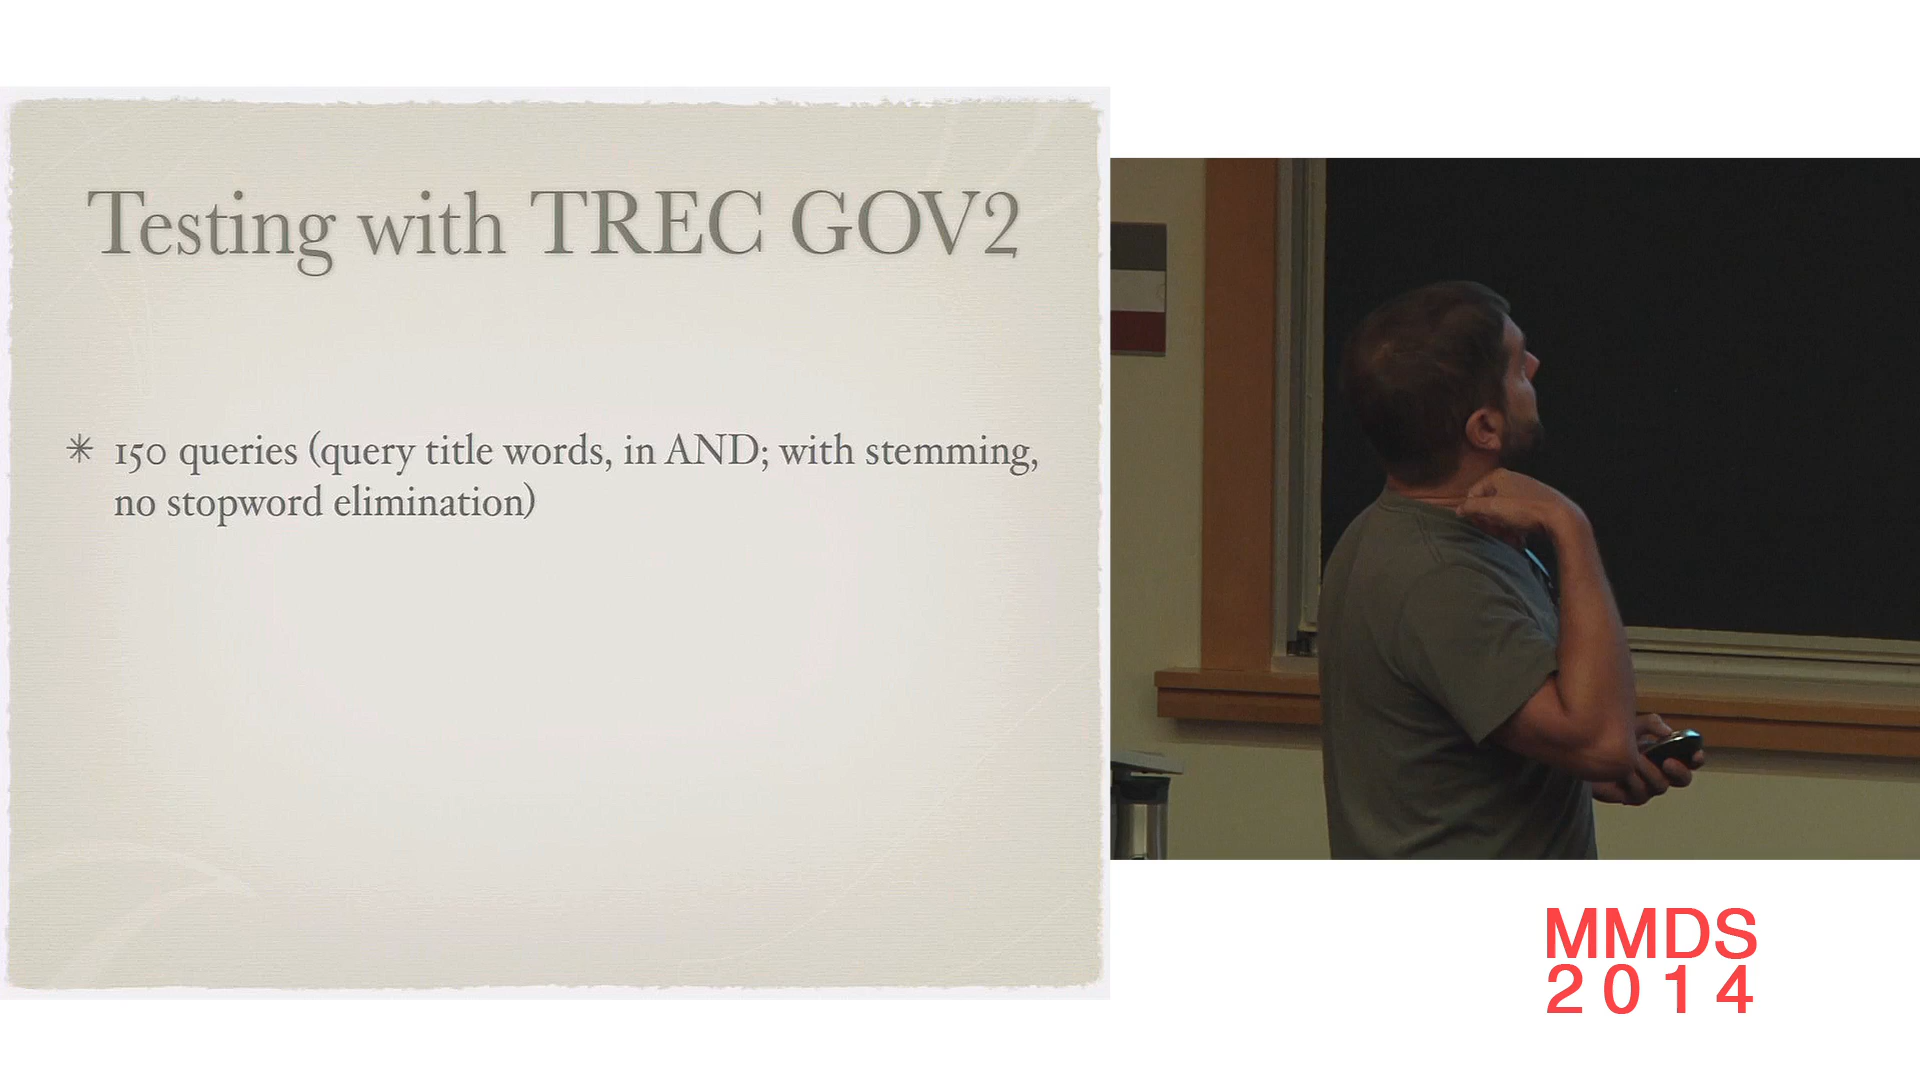 Testing with TREC GOV2
* 150 queries (query title words, in AND; with stemming,
no stopword elimination)
MMDS
2014